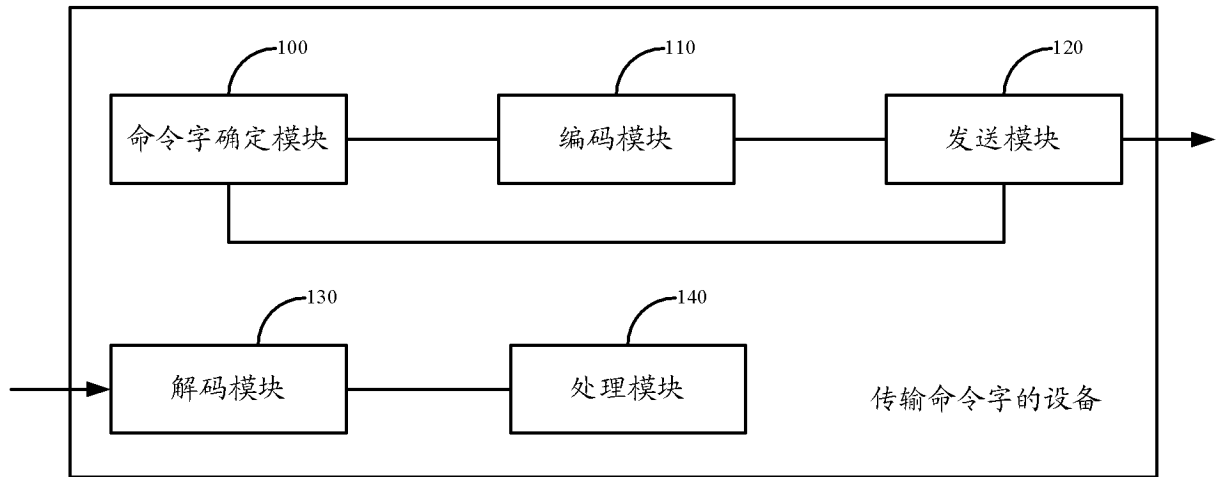 100
110
120
命令字确定模块
编码模块
发送模块
130
140
解码模块
处理模块
传输命令字的设备